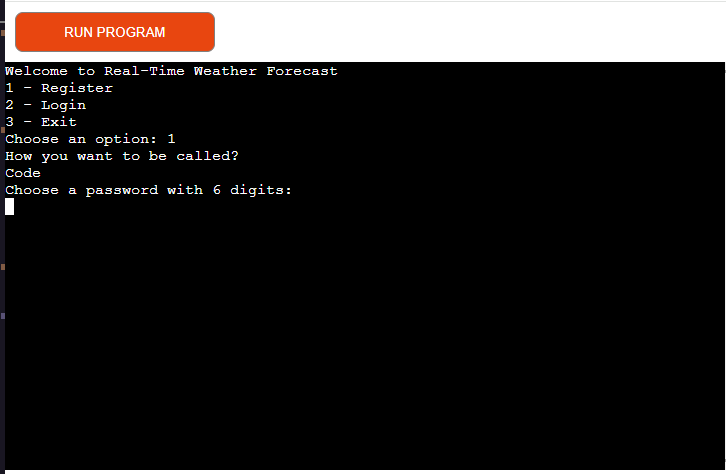 RUN PROGRAM
Welcome to Real-Time Weather Forecast
1 - Register
2 - Login
3 - Exit
Choose an option: 1
How you want to be called?
Code
Choose a password with 6 digits: